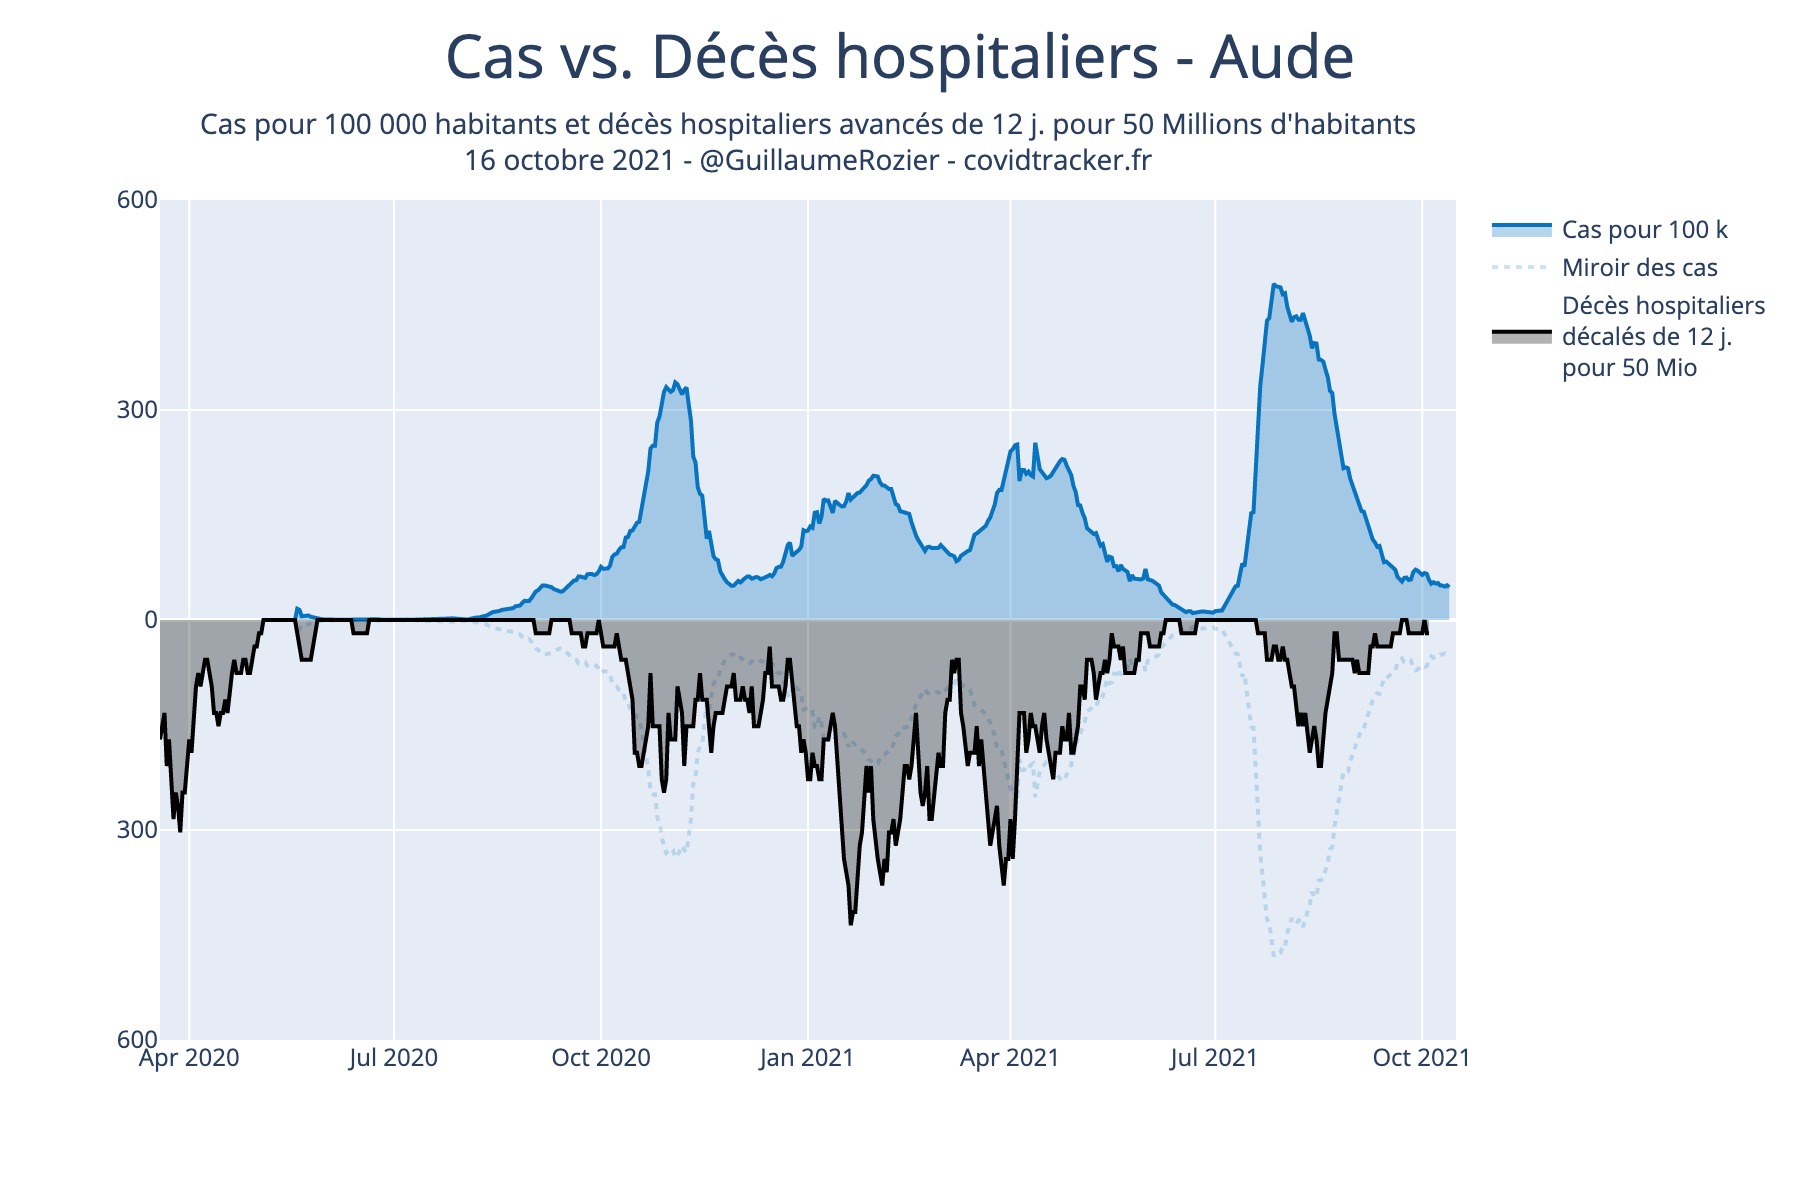 Cas vs. Décès hospitaliers - Aude
Cas pour 100 000 habitants et décès hospitaliers avancés de 12 j. pour 50 Millions d'habitants
16 octobre 2021 - @GuillaumeRozier - covidtracker.fr
600
300
0
300
600
Apr 2020
Jul 2020
Oct 2020
Jan 2021
Apr 2021
Jul 2021
Oct 2021
Cas pour 100 k
Miroir des cas
Décès hospitaliers
décalés de 12 j.
pour 50 Mio